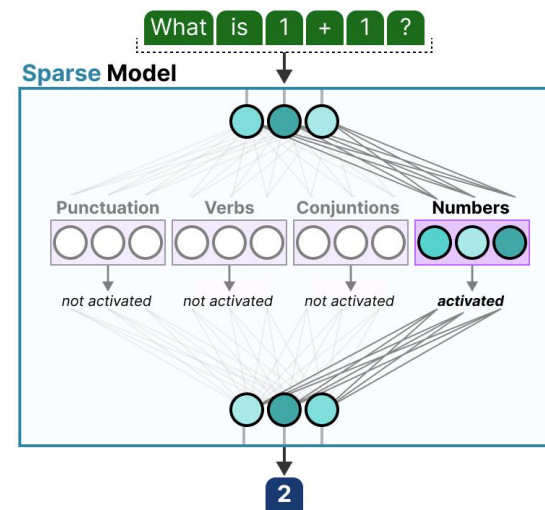 What is 1 + 1 ?
Sparse Model
Punctuation Verbs Conjuntions Numbers
not activated not activated not activated activated
2